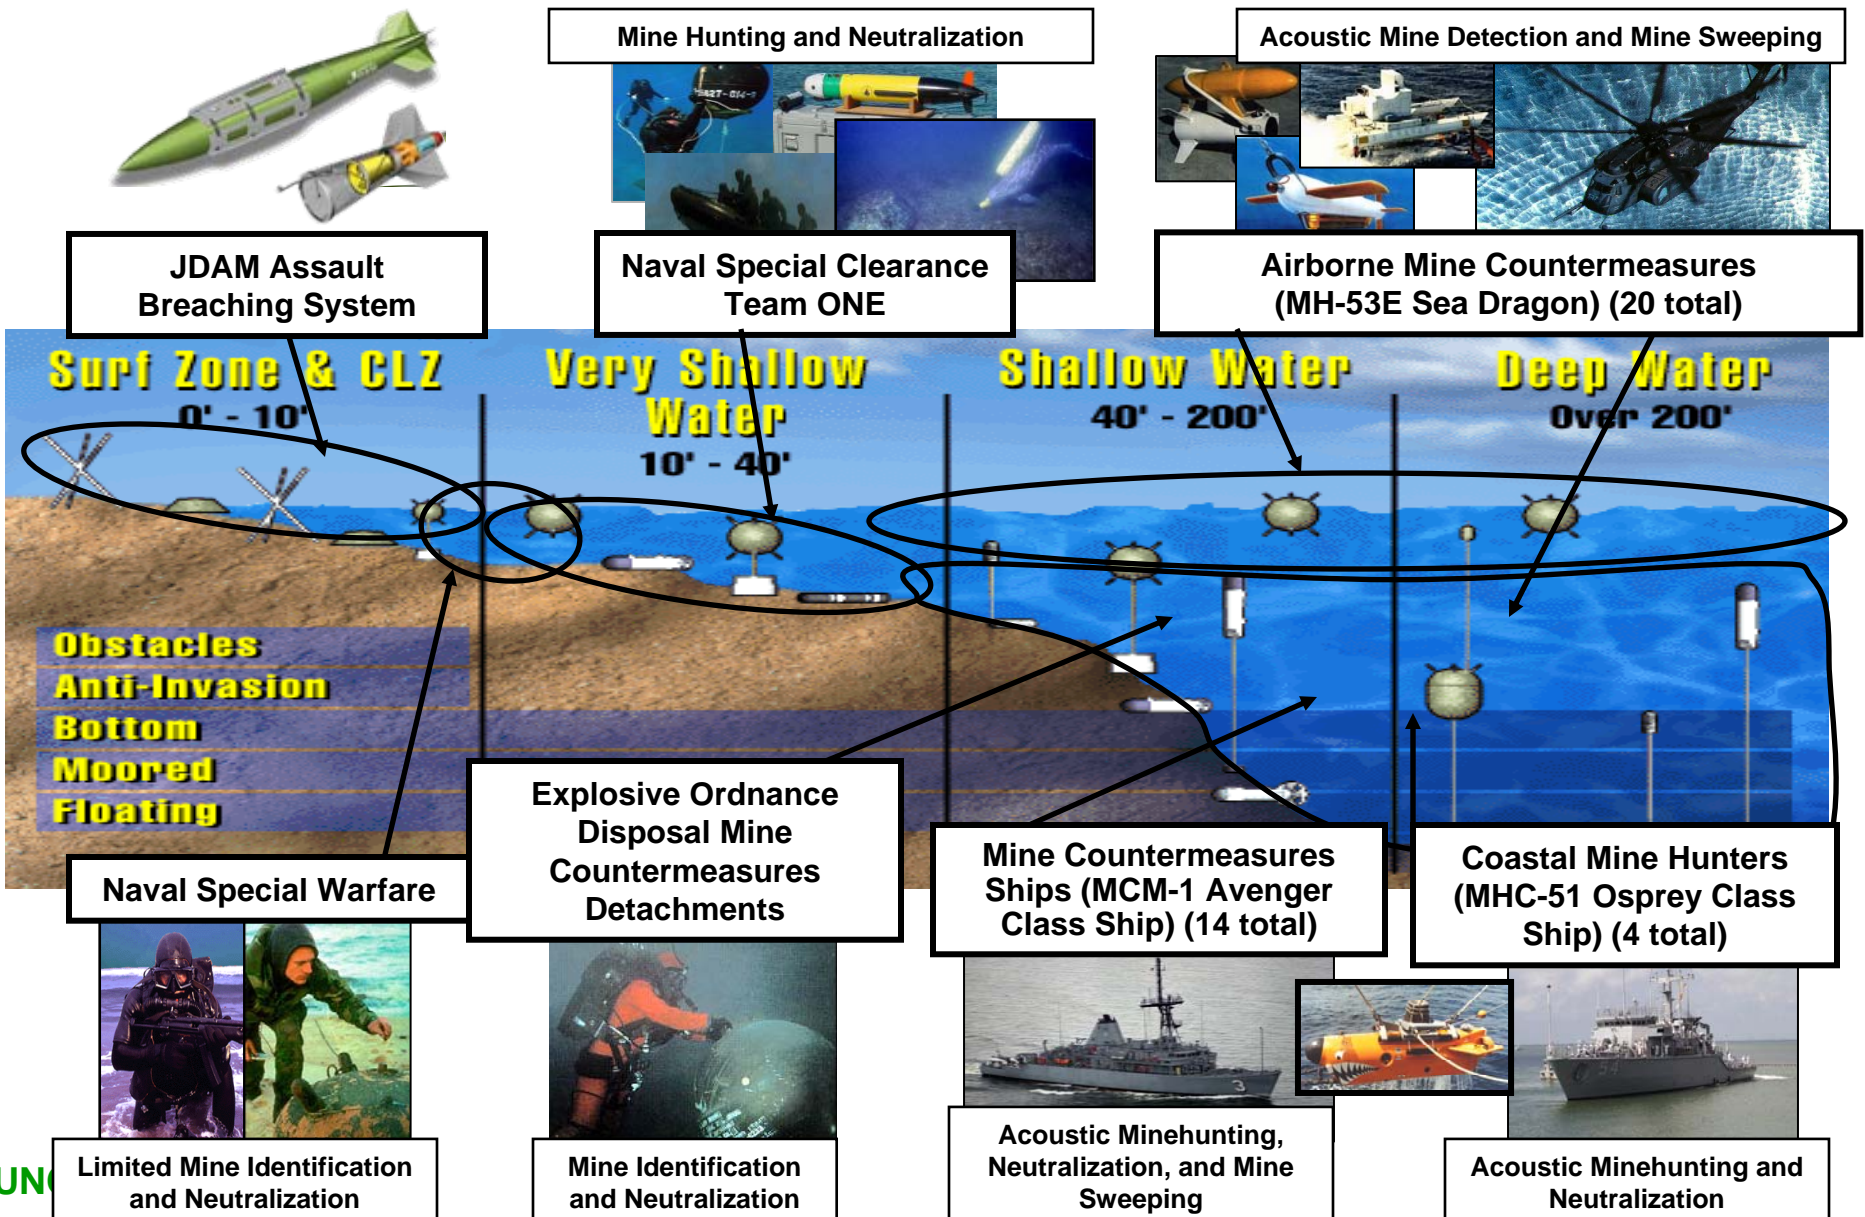 Mine Hunting and Neutralization
Acoustic Mine Detection and Mine Sweeping
JDAM Assault
Breaching System
Naval Special Clearance
Team ONE
Airborne Mine Countermeasures
(MH-53E Sea Dragon) (20 total)
Surf Zone & CLZ
0' - 10'
Very Shallow
Water
10' - 40'
Shallow Water
40' - 200'
Deep Water
Over 200'
Obstacles
Anti-Invasion
Bottom
Moored
Floating
Naval Special Warfare
Explosive Ordnance
Disposal Mine
Countermeasures
Detachments
Mine Countermeasures
Ships (MCM-1 Avenger
Class Ship) (14 total)
Coastal Mine Hunters
(MHC-51 Osprey Class
Ship) (4 total)
3
54
Limited Mine Identification
and Neutralization
Mine Identification
and Neutralization
Acoustic Minehunting,
Neutralization, and Mine
Sweeping
Acoustic Minehunting and
Neutralization